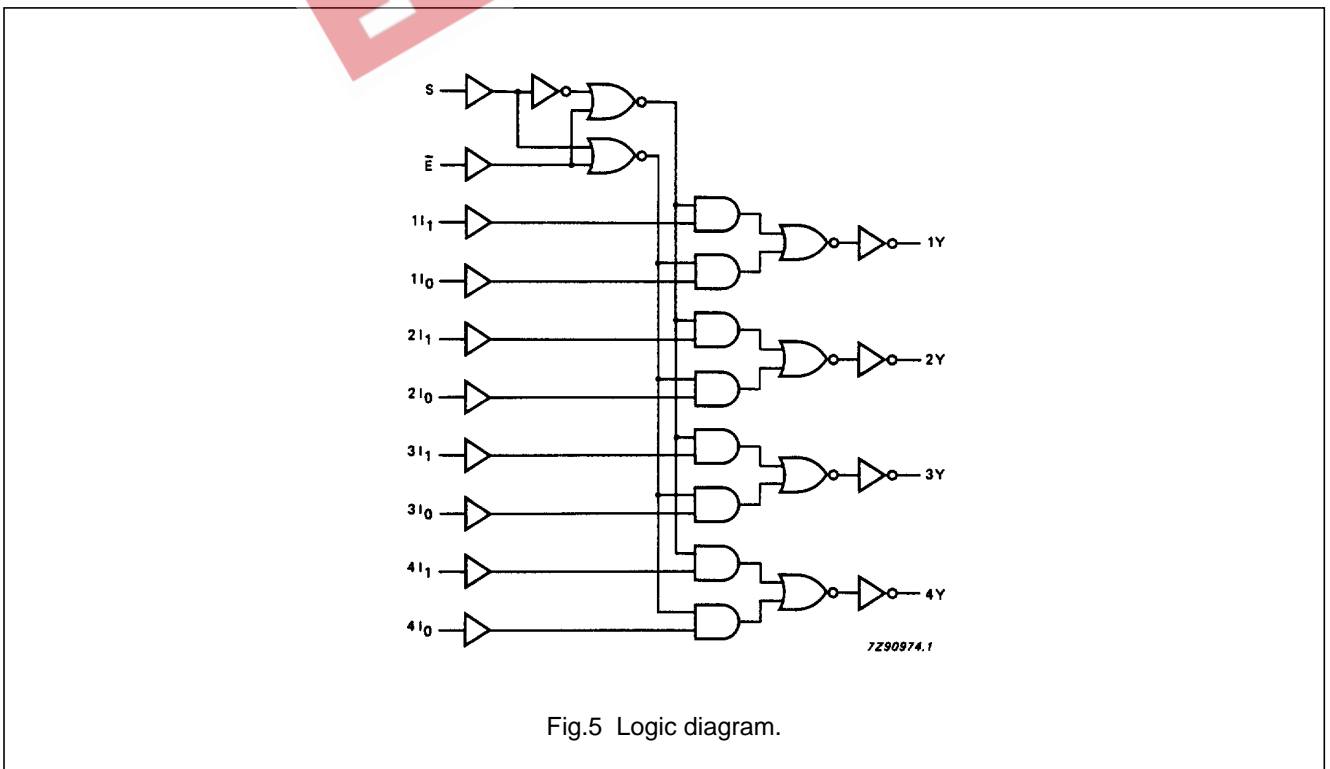 S
E̅
1I₁
1I₀
1Y
2I₁
2I₀
2Y
3I₁
3I₀
3Y
4I₁
4I₀
4Y
7Z90974.1
Fig.5 Logic diagram.